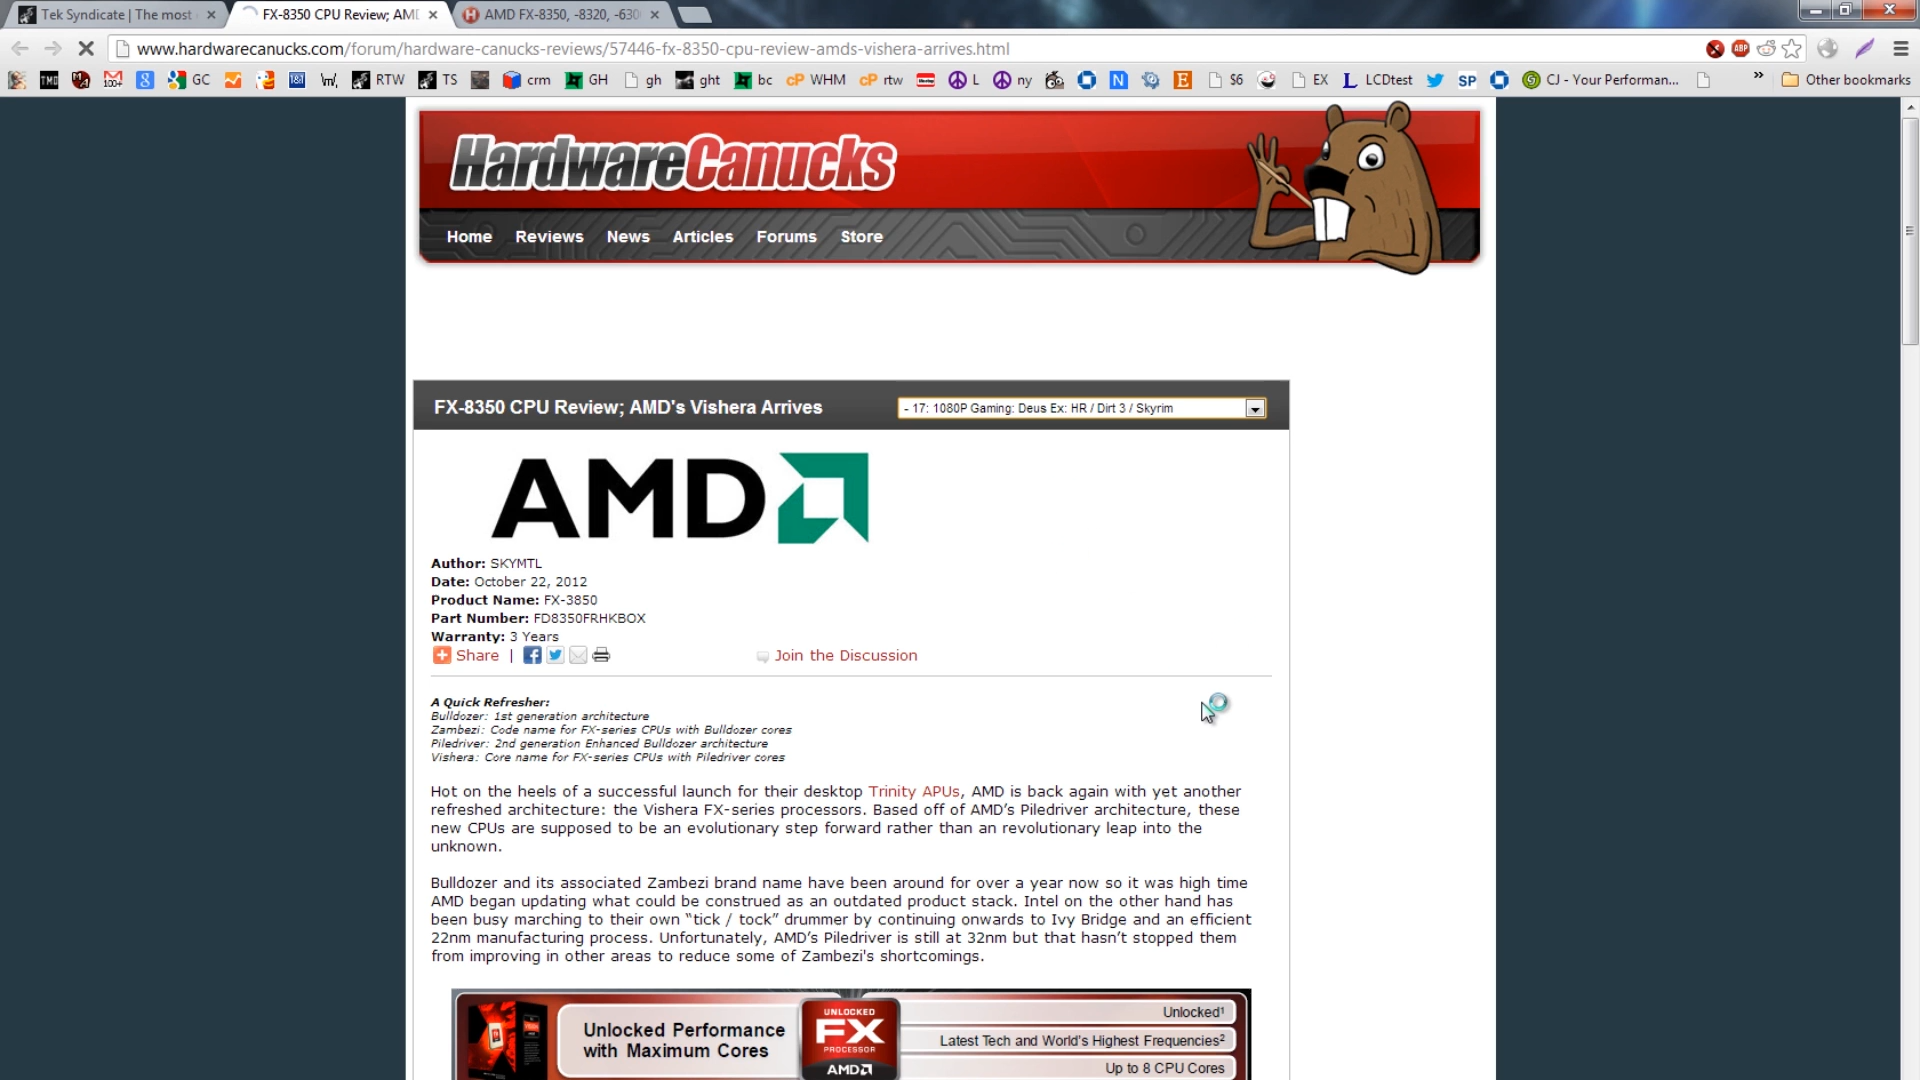 Tek Syndicate | The most
FX-8350 CPU Review; AMD
AMD FX-8350, -8320, -630
www.hardwarecanucks.com/forum/hardware-canucks-reviews/57446-fx-8350-cpu-review-amds-vishera-arrives.html
ABP
TMD 100+ 8 GC 1&1 \m/, RTW TS crm GH gh ght bc cP WHM cP rtw L ny N E $6 EX L LCDtest SP CJ - Your Performan... » Other bookmarks
HardwareCanucks
Home Reviews News Articles Forums Store
FX-8350 CPU Review; AMD's Vishera Arrives
- 17: 1080P Gaming: Deus Ex: HR / Dirt 3 / Skyrim
AMD
Author: SKYMTL
Date: October 22, 2012
Product Name: FX-3850
Part Number: FD8350FRHKBOX
Warranty: 3 Years
Share | Join the Discussion
A Quick Refresher:
Bulldozer: 1st generation architecture
Zambezi: Code name for FX-series CPUs with Bulldozer cores
Piledriver: 2nd generation Enhanced Bulldozer architecture
Vishera: Core name for FX-series CPUs with Piledriver cores
Hot on the heels of a successful launch for their desktop Trinity APUs, AMD is back again with yet another
refreshed architecture: the Vishera FX-series processors. Based off of AMD's Piledriver architecture, these
new CPUs are supposed to be an evolutionary step forward rather than an revolutionary leap into the
unknown.
Bulldozer and its associated Zambezi brand name have been around for over a year now so it was high time
AMD began updating what could be construed as an outdated product stack. Intel on the other hand has
been busy marching to their own “tick / tock” drummer by continuing onwards to Ivy Bridge and an efficient
22nm manufacturing process. Unfortunately, AMD’s Piledriver is still at 32nm but that hasn’t stopped them
from improving in other areas to reduce some of Zambezi's shortcomings.
Unlocked Performance
with Maximum Cores
UNLOCKED
FX
PROCESSOR
AMD
Unlocked¹
Latest Tech and World's Highest Frequencies²
Up to 8 CPU Cores